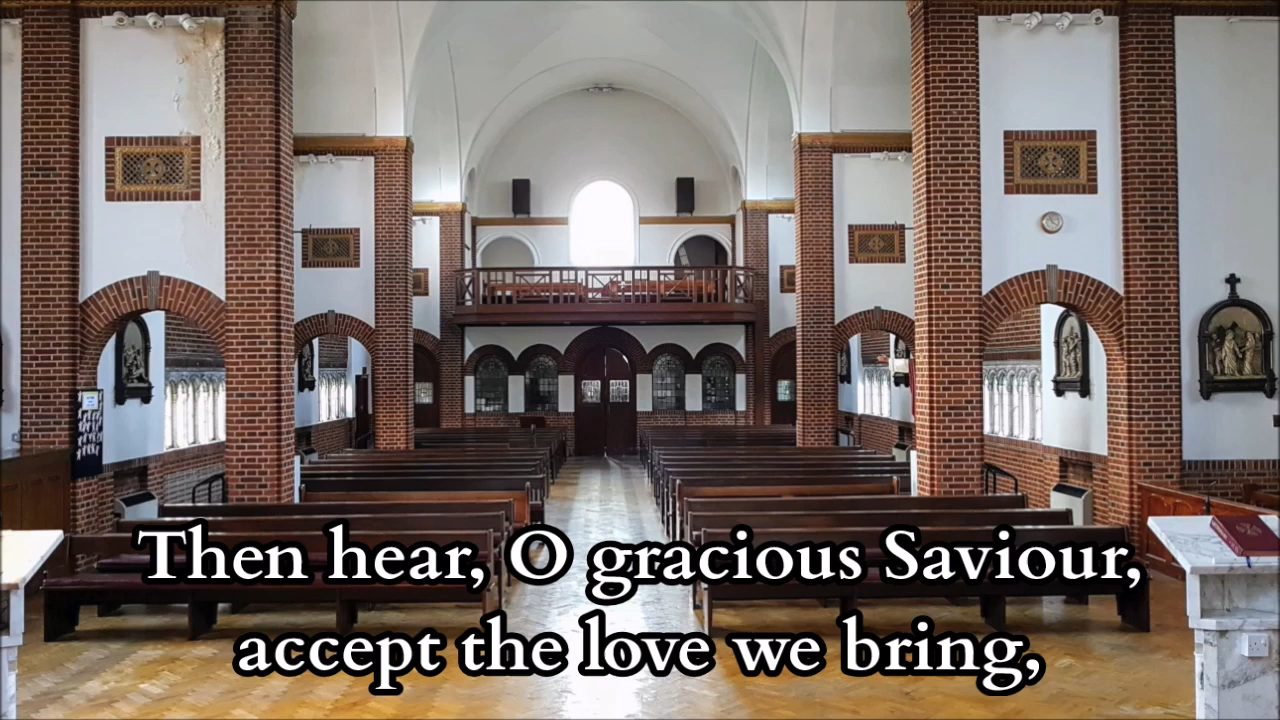 Then hear, O gracious Saviour,
accept the love we bring,